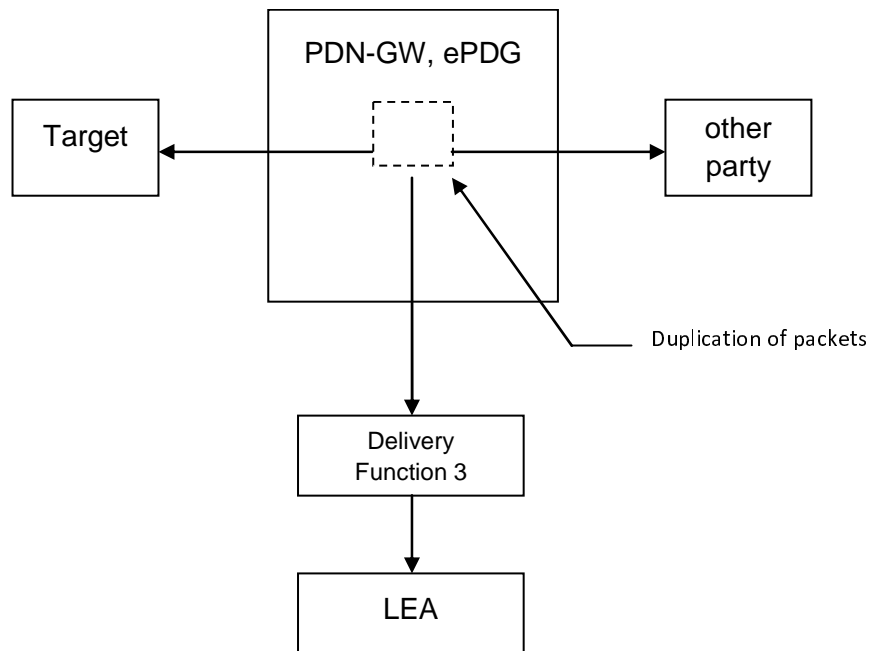 PDN-GW, ePDG
Target
other
party
Duplication of packets
Delivery
Function 3
LEA